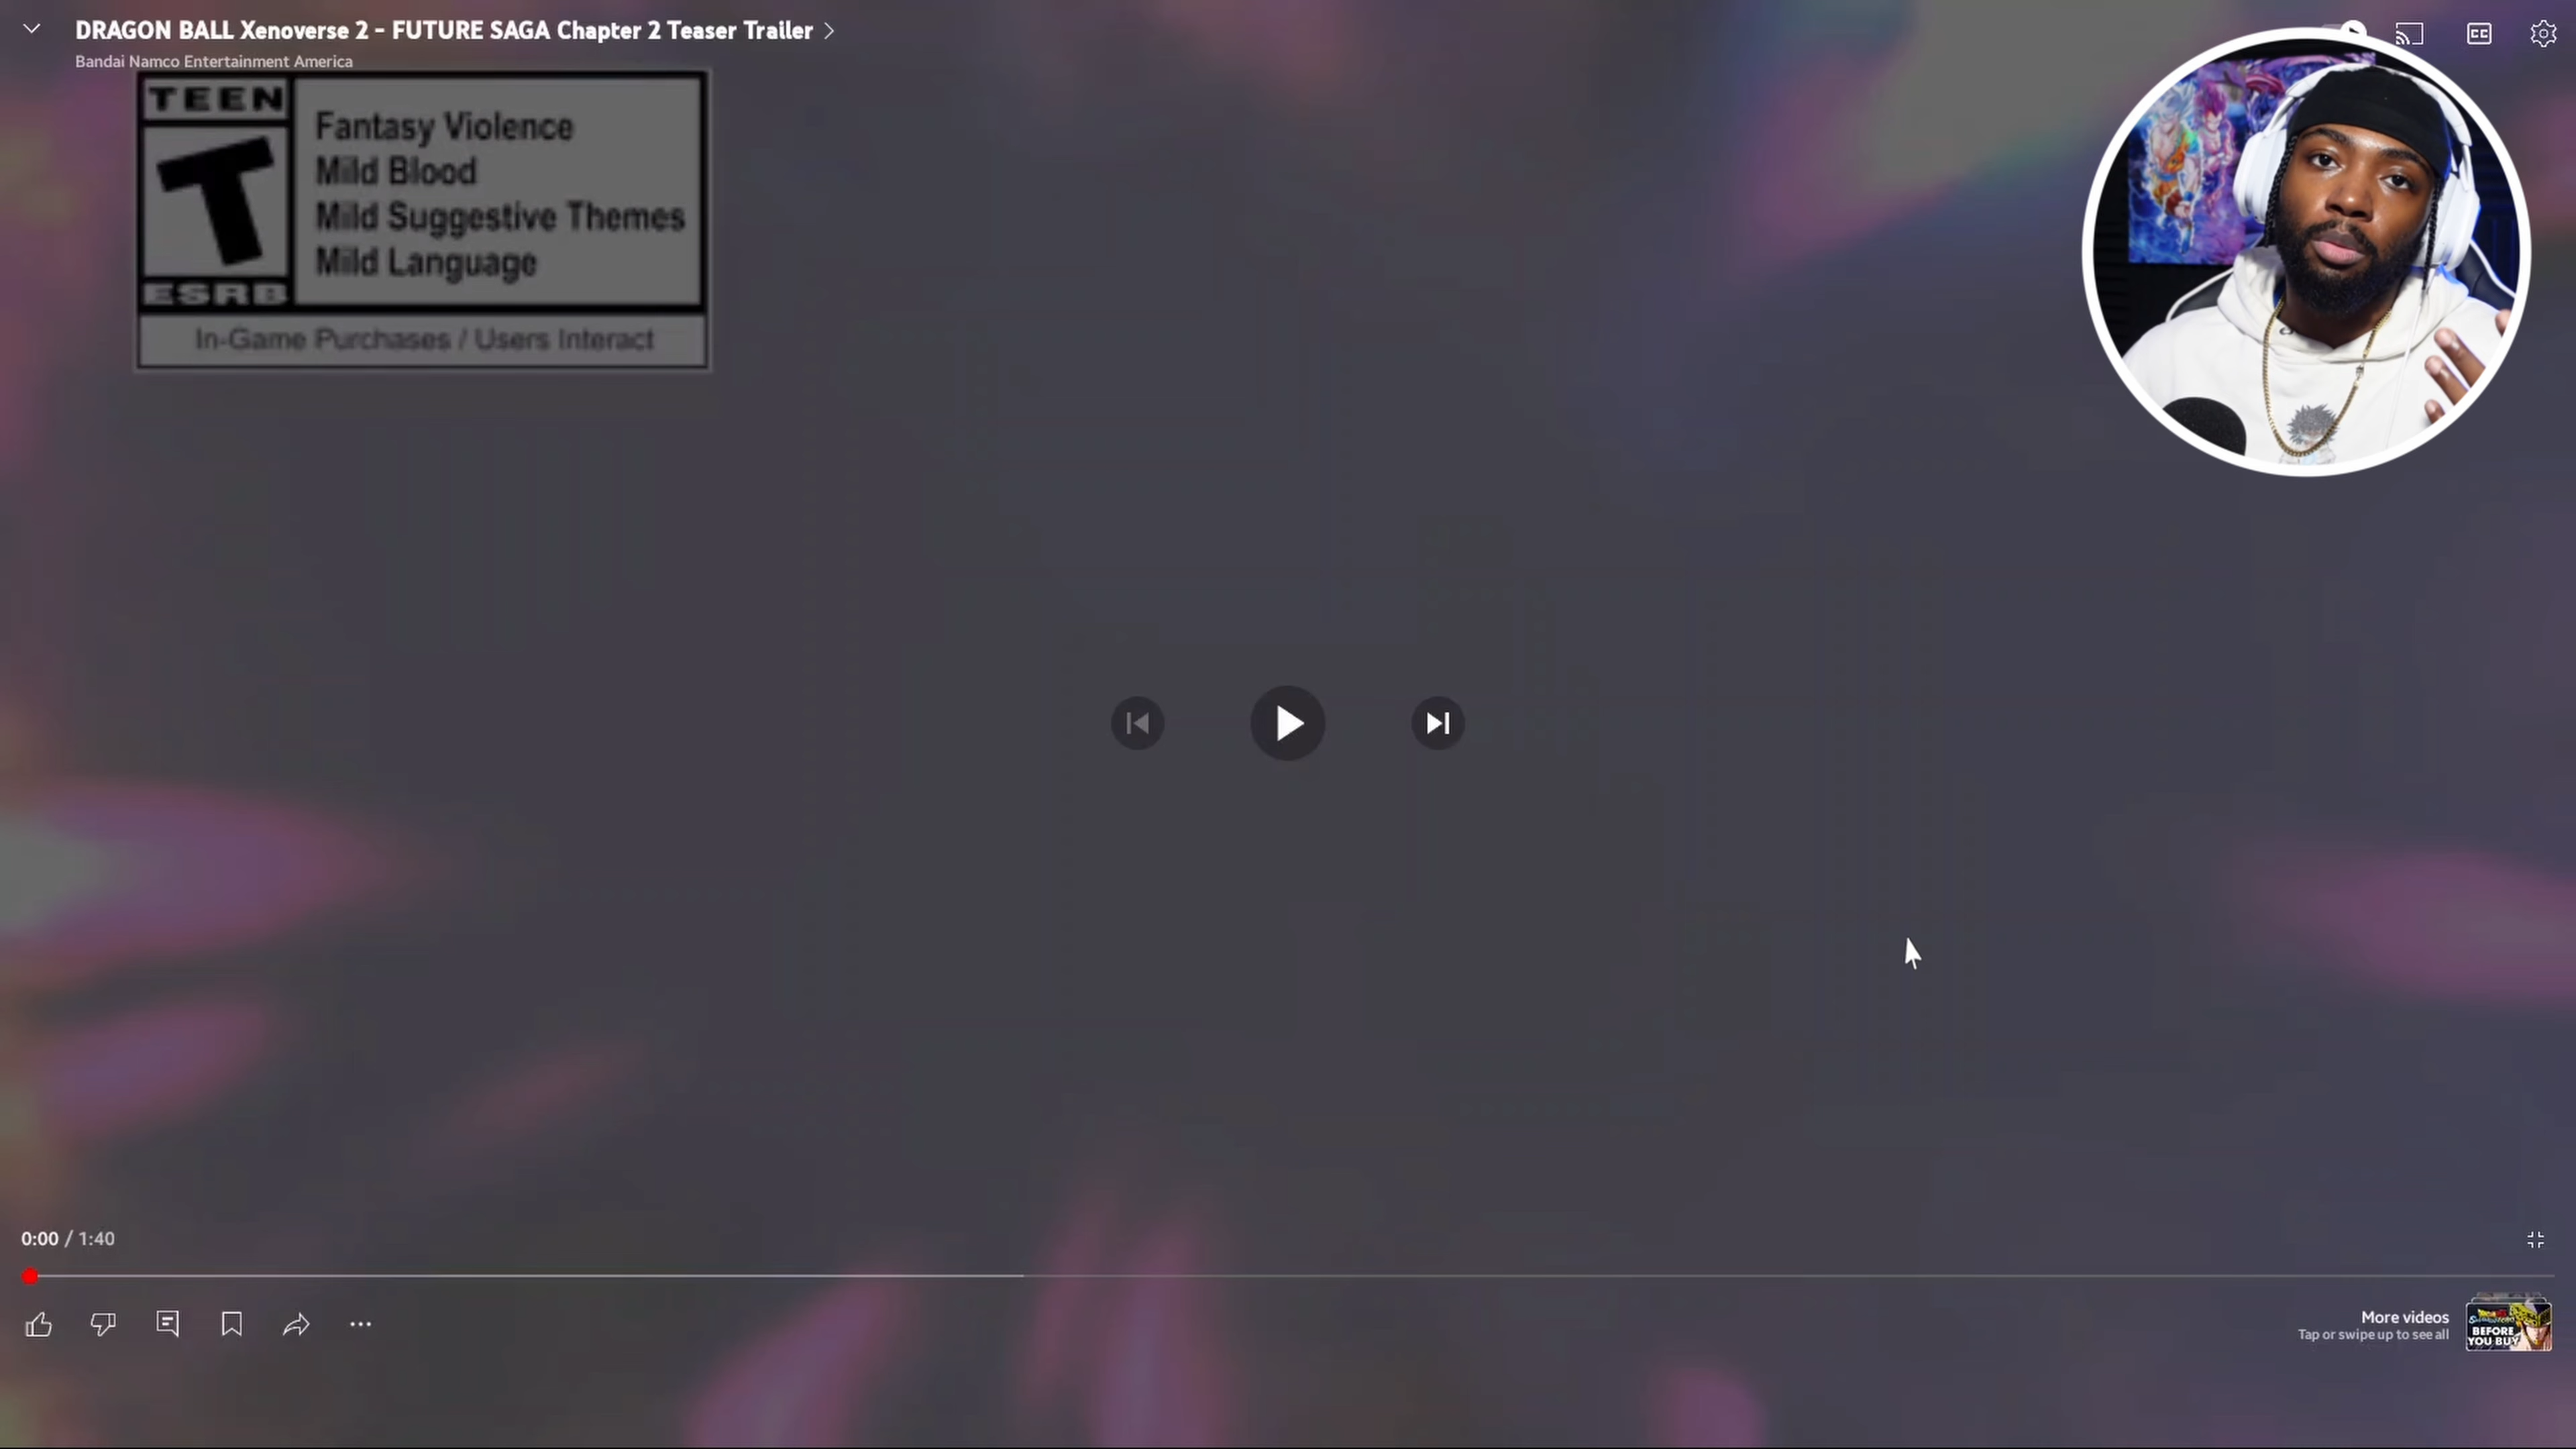 DRAGON BALL Xenoverse 2 - FUTURE SAGA Chapter 2 Teaser Trailer
Bandai Namco Entertainment America
CC
TEEN
T
ESRB
Fantasy Violence
Mild Blood
Mild Suggestive Themes
Mild Language
In-Game Purchases / Users Interact
0:00 / 1:40
More videos
Tap or swipe up to see all
BEFORE
YOU BUY